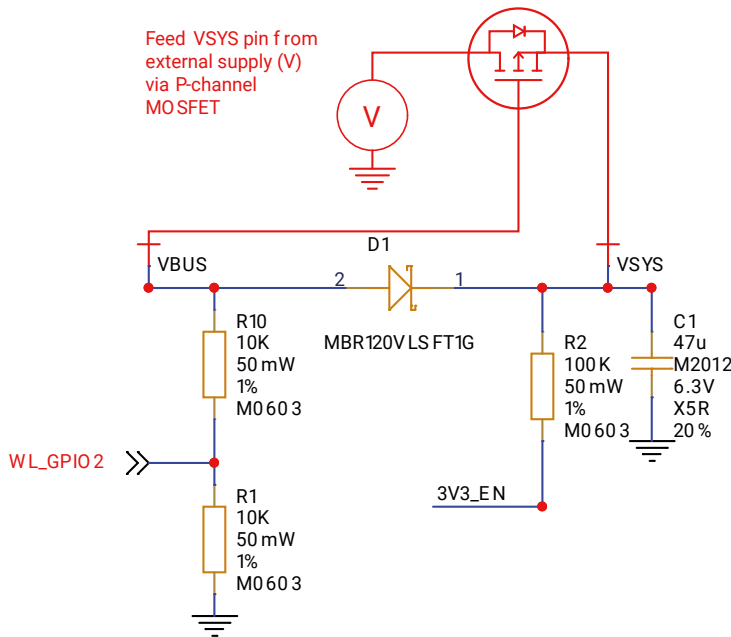 Feed VSYS pin from
external supply (V)
via P-channel
MOSFET
V
D1
VBUS
VSYS
2
1
MBR120VLSFT1G
R10
10K
50mW
1%
M0603
R2
100K
50mW
1%
M0603
C1
47u
M2012
6.3V
X5R
20%
WL_GPIO2
R1
10K
50mW
1%
M0603
3V3_EN